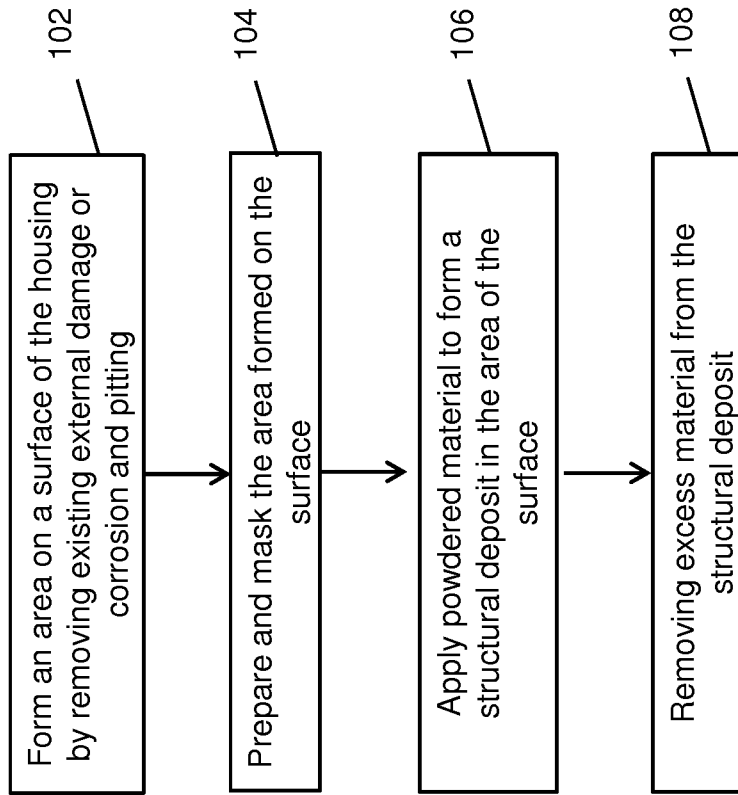 Form an area on a surface of the housing
by removing existing external damage or
corrosion and pitting
102
Prepare and mask the area formed on the
surface
104
Apply powdered material to form a
structural deposit in the area of the
surface
106
Removing excess material from the
structural deposit
108